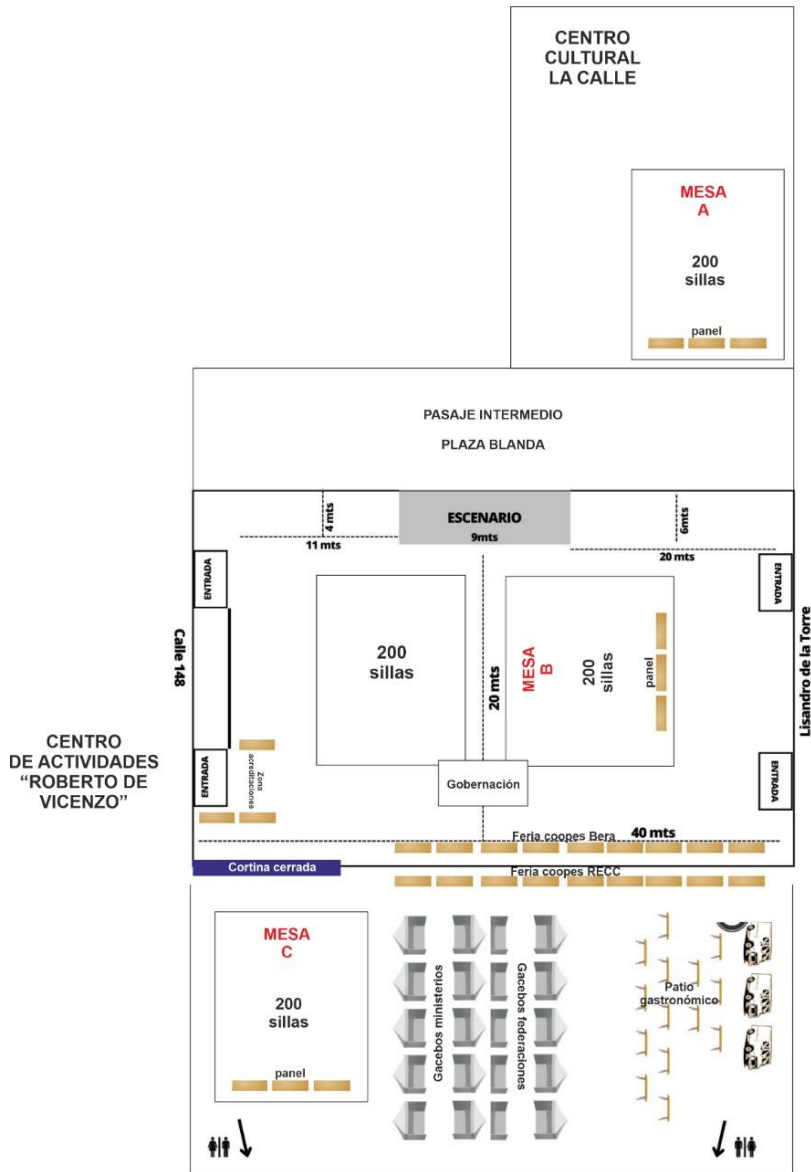 CENTRO
CULTURAL
LA CALLE
MESA
A
200
sillas
panel
PASAJE INTERMEDIO
PLAZA BLANDA
4 mts
ESCENARIO
6mts
11 mts
9mts
20 mts
ENTRADA
ENTRADA
Calle 148
200
sillas
20 mts
MESA
B
200
sillas
panel
Lisandro de la Torre
CENTRO
DE ACTIVIDADES
“ROBERTO DE
VICENZO”
ENTRADA
Zona
acreditaciones
Gobernación
ENTRADA
Feria coopes Bera
40 mts
Cortina cerrada
Feria coopes RECC
MESA
C
200
sillas
panel
Gacebos ministerios
Gacebos federaciones
Patio
gastronómico